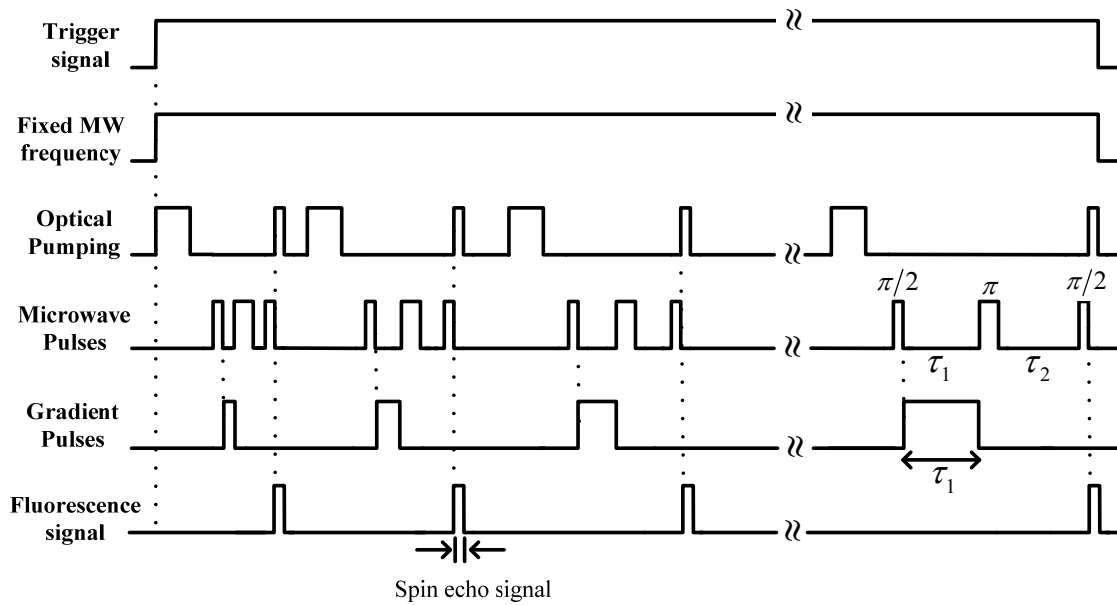 Trigger
signal
Fixed MW
frequency
Optical
Pumping
Microwave
Pulses
π/2
π
π/2
τ₁
τ₂
Gradient
Pulses
τ₁
Fluorescence
signal
Spin echo signal